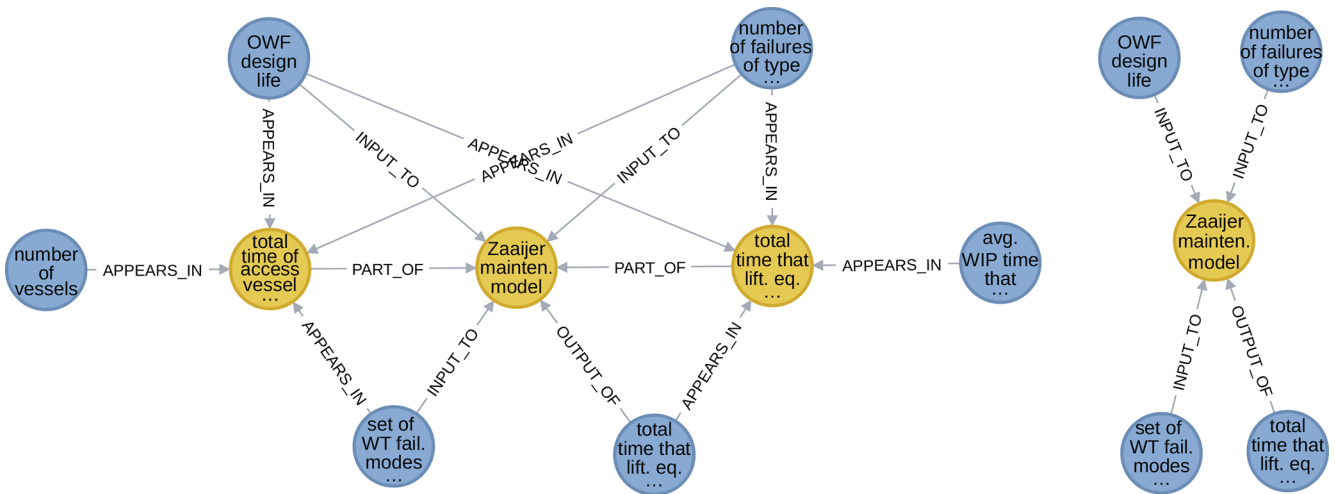 OWF
design
life
number
of failures
of type
...
OWF
design
life
number
of failures
of type
...
APPEARS_IN
INPUT_TO
APPEARS_IN
APPEARS_IN
INPUT_TO
APPEARS_IN
INPUT_TO
INPUT_TO
number
of
vessels
APPEARS_IN
total
time of
access
vessel
...
PART_OF
Zaaijer
mainten.
model
PART_OF
total
time that
lift. eq.
...
APPEARS_IN
avg.
WIP time
that
...
Zaaijer
mainten.
model
APPEARS_IN
INPUT_TO
OUTPUT_OF
APPEARS_IN
INPUT_TO
OUTPUT_OF
set of
WT fail.
modes
...
total
time that
lift. eq.
...
set of
WT fail.
modes
...
total
time that
lift. eq.
...